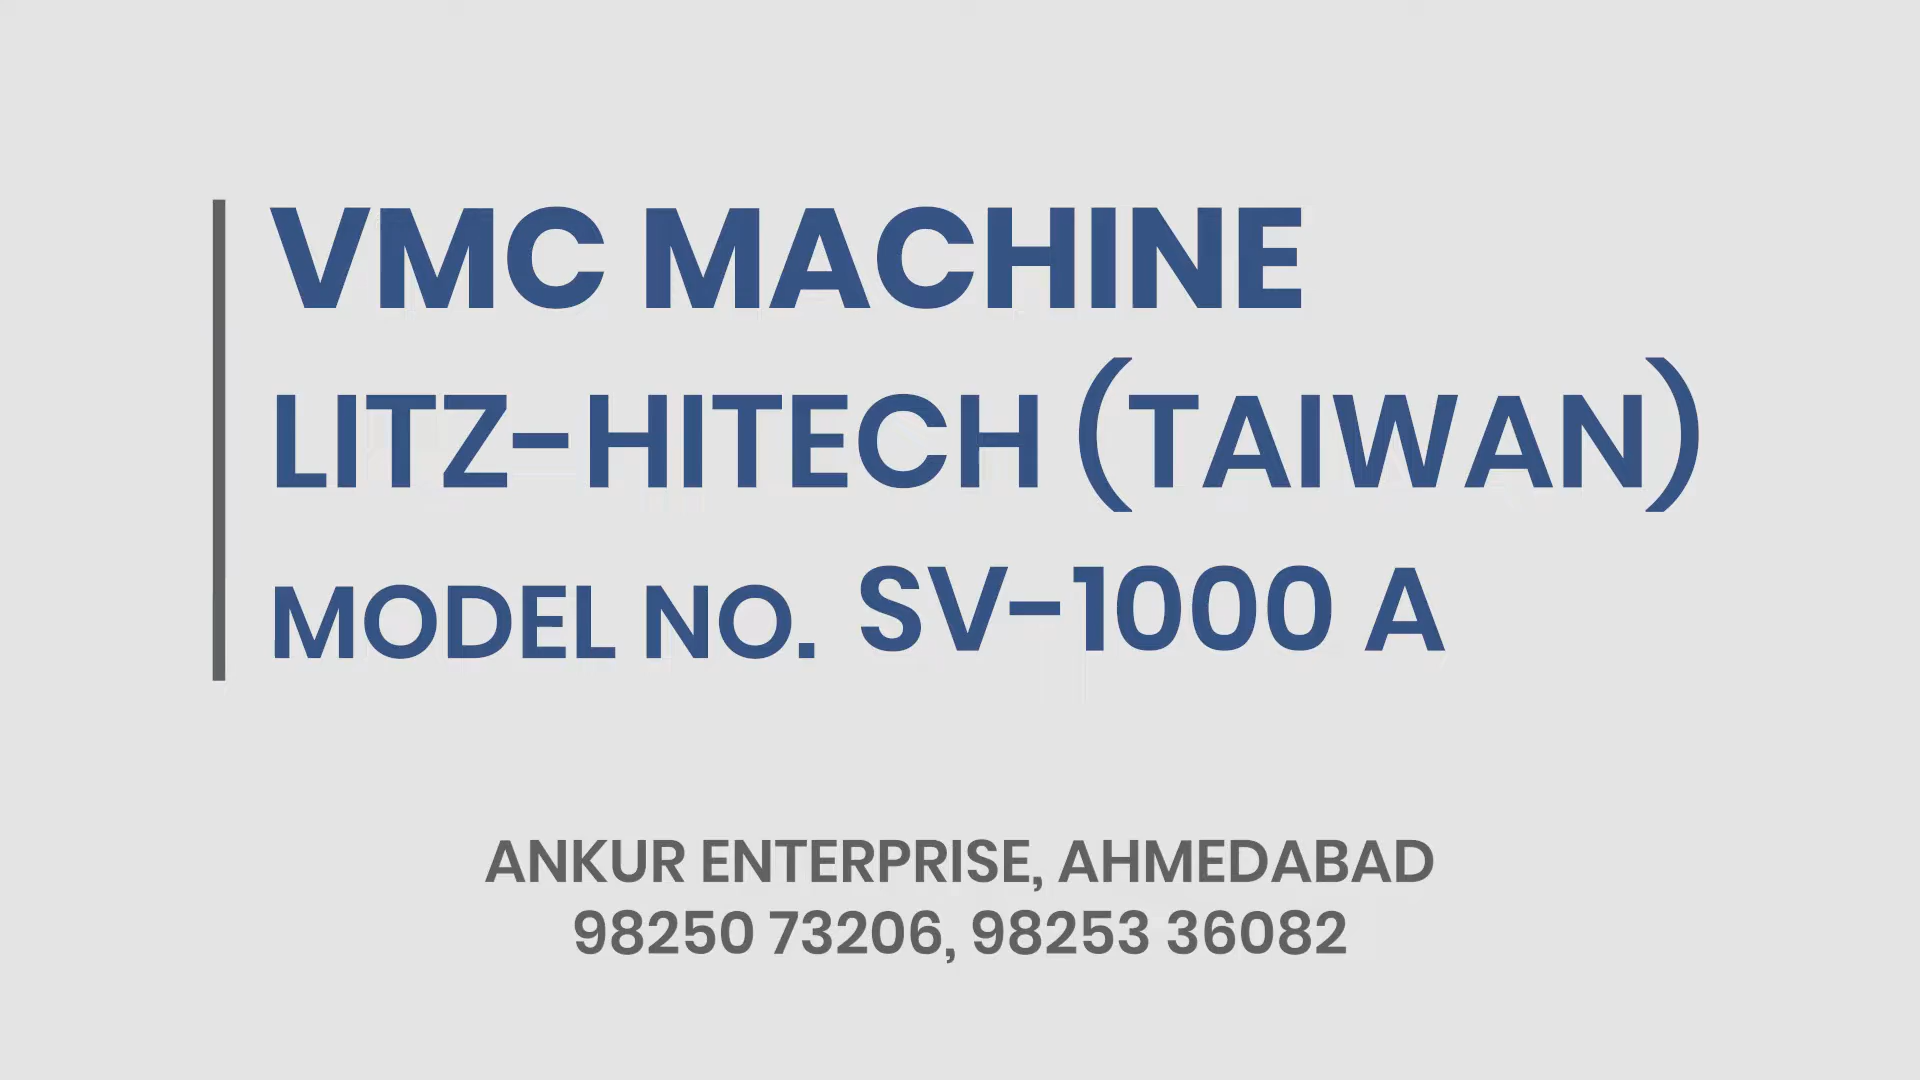 VMC MACHINE
LITZ-HITECH (TAIWAN)
MODEL NO. SV-1000 A
ANKUR ENTERPRISE, AHMEDABAD
98250 73206, 98253 36082